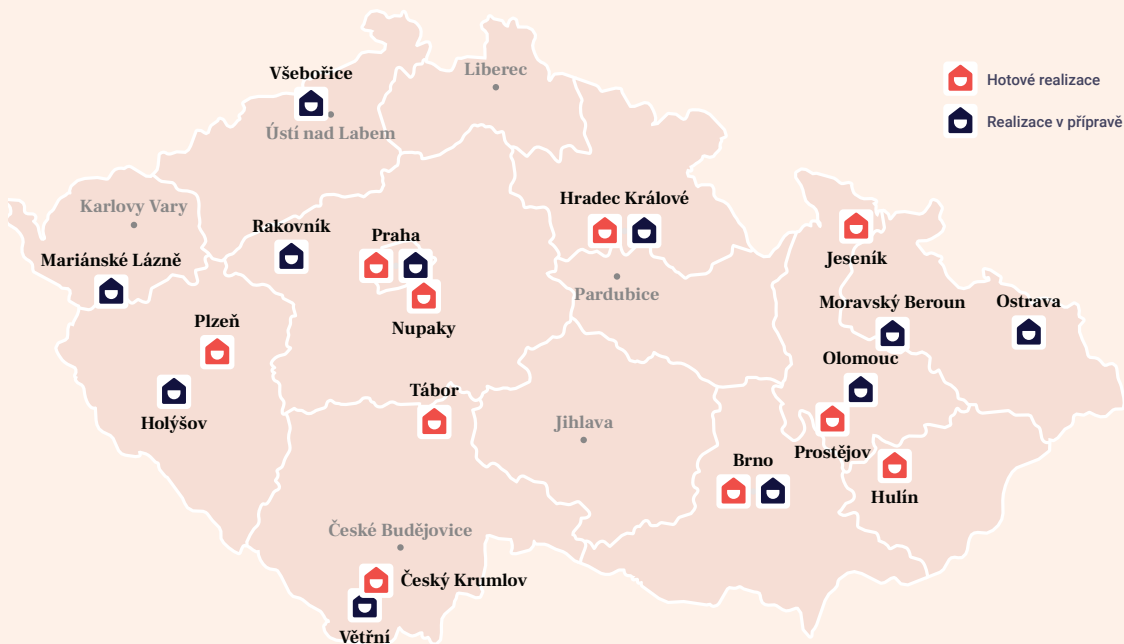 Všebořice
Liberec
Hotové realizace
Realizace v přípravě
Ústí nad Labem
Karlovy Vary
Rakovník
Praha
Hradec Králové
Jeseník
Mariánské Lázně
Pardubice
Moravský Beroun
Ostrava
Plzeň
Nupaky
Olomouc
Holýšov
Tábor
Jihlava
Brno
Prostějov
Hulín
České Budějovice
Český Krumlov
Větřní